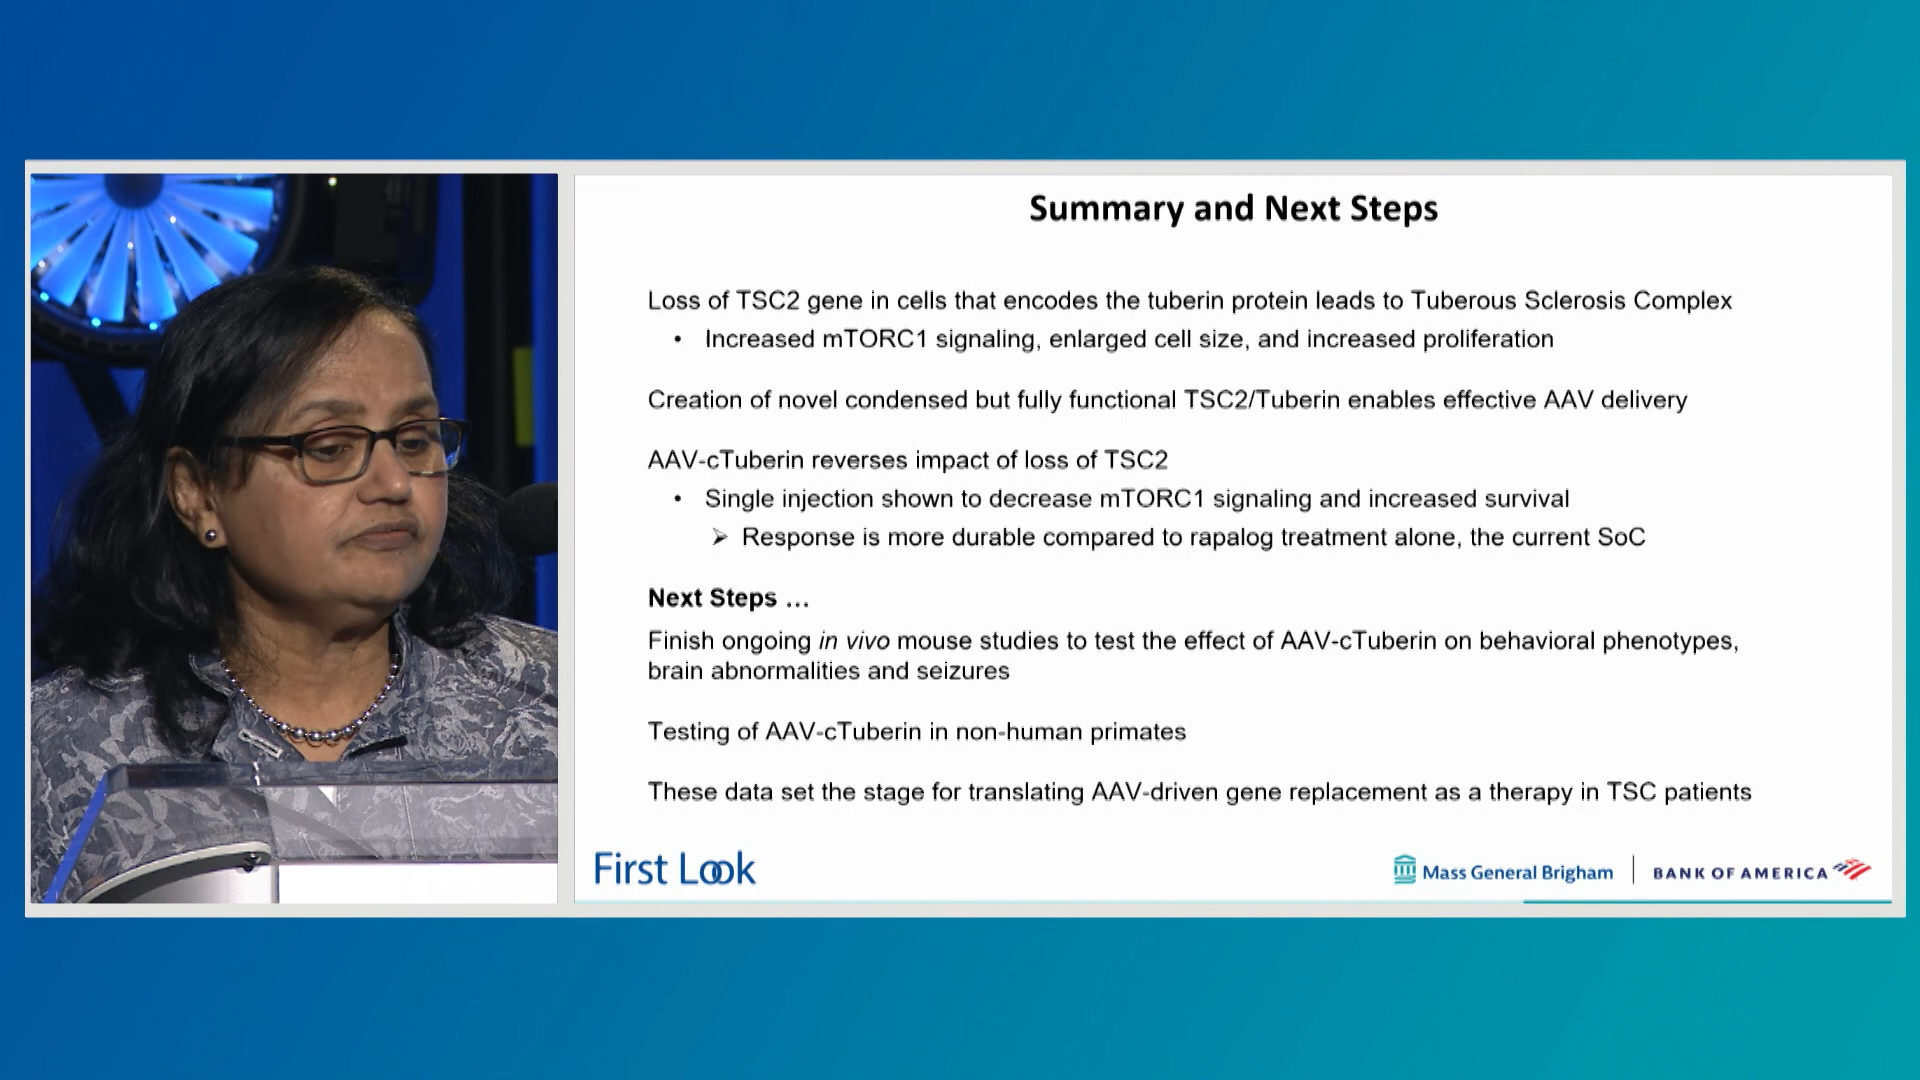 Summary and Next Steps
Loss of TSC2 gene in cells that encodes the tuberin protein leads to Tuberous Sclerosis Complex
• Increased mTORC1 signaling, enlarged cell size, and increased proliferation
Creation of novel condensed but fully functional TSC2/Tuberin enables effective AAV delivery
AAV-cTuberin reverses impact of loss of TSC2
• Single injection shown to decrease mTORC1 signaling and increased survival
➢ Response is more durable compared to rapalog treatment alone, the current SoC
Next Steps …
Finish ongoing in vivo mouse studies to test the effect of AAV-cTuberin on behavioral phenotypes,
brain abnormalities and seizures
Testing of AAV-cTuberin in non-human primates
These data set the stage for translating AAV-driven gene replacement as a therapy in TSC patients
First Look
Mass General Brigham
BANK OF AMERICA